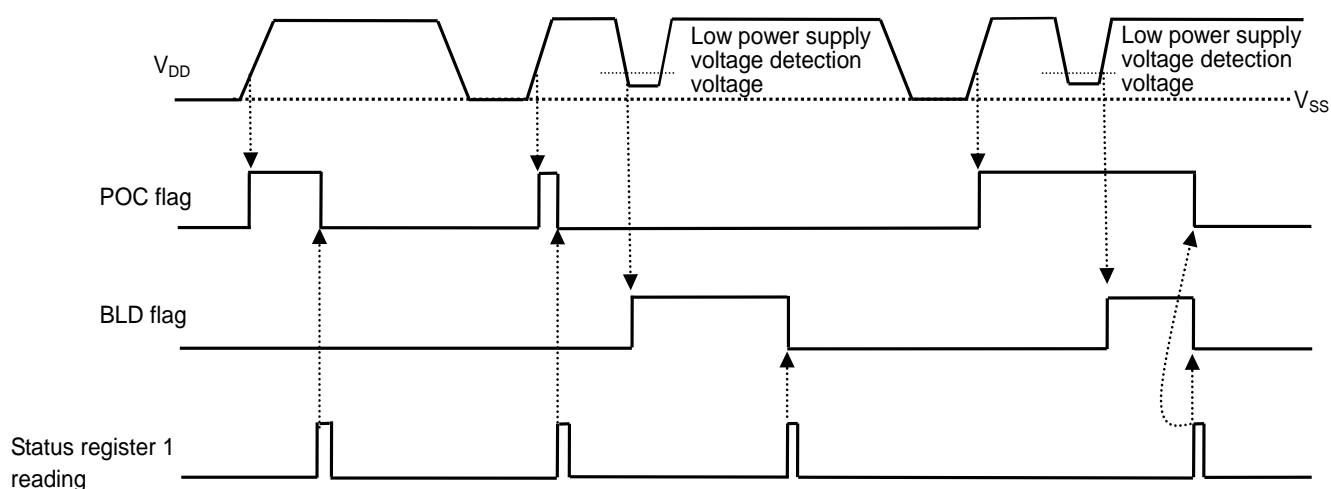 Low power supply
voltage detection
voltage
Low power supply
voltage detection
voltage
VDD
VSS
POC flag
BLD flag
Status register 1
reading